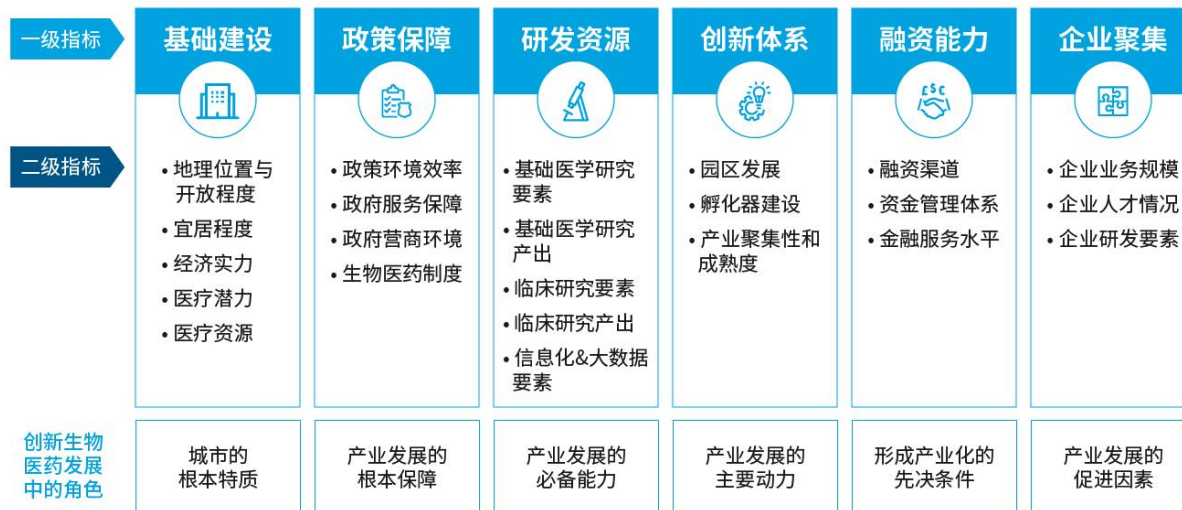 一级指标
基础建设
政策保障
研发资源
创新体系
融资能力
企业聚集
£$€
二级指标
• 地理位置与
开放程度
• 宜居程度
• 经济实力
• 医疗潜力
• 医疗资源
• 政策环境效率
• 政府服务保障
• 政府营商环境
• 生物医药制度
• 基础医学研究
要素
• 基础医学研究
产出
• 临床研究要素
• 临床研究产出
• 信息化&大数据
要素
• 园区发展
• 孵化器建设
• 产业聚集性和
成熟度
• 融资渠道
• 资金管理体系
• 金融服务水平
• 企业业务规模
• 企业人才情况
• 企业研发要素
创新生物
医药发展
中的角色
城市的
根本特质
产业发展的
根本保障
产业发展的
必备能力
产业发展的
主要动力
形成产业化的
先决条件
产业发展的
促进因素